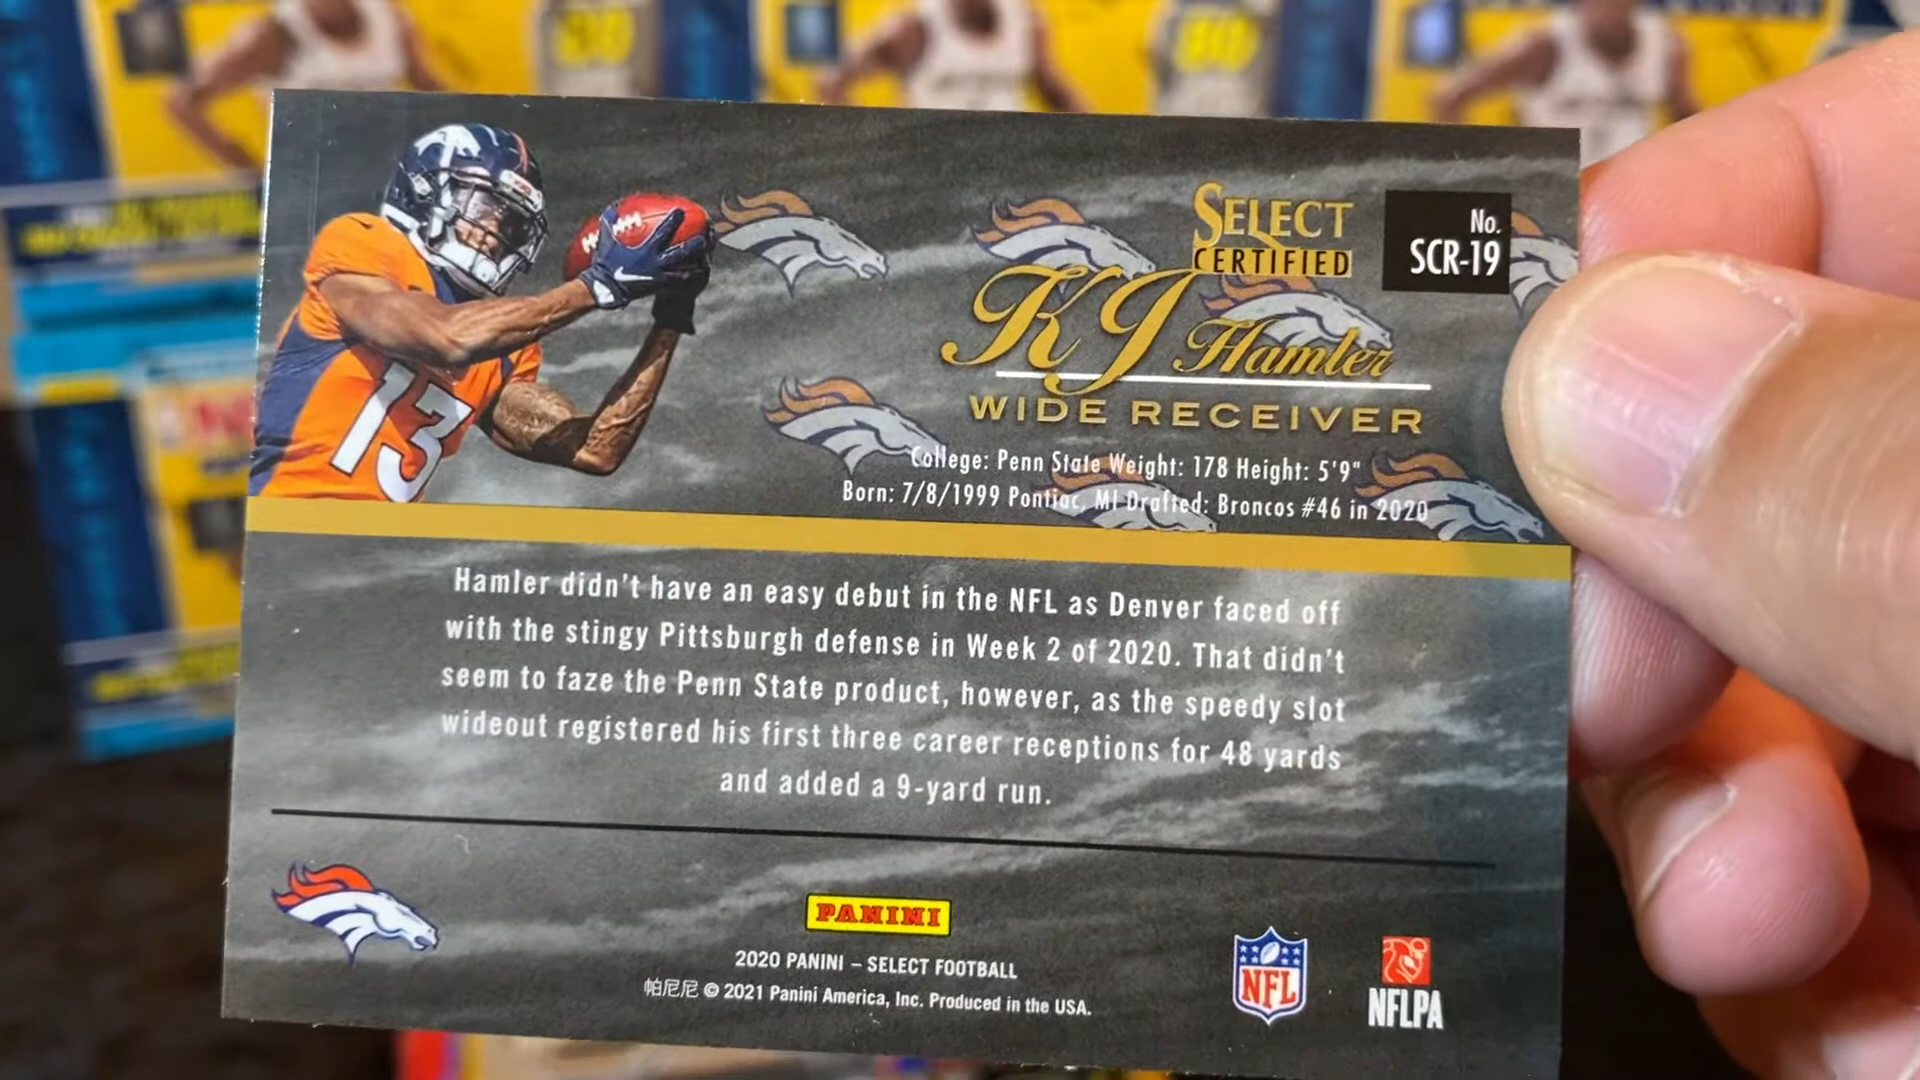 SELECT
CERTIFIED
No.
SCR-19
KJ Hamler
WIDE RECEIVER
College: Penn State Weight: 178 Height: 5'9"
Born: 7/8/1999 Pontiac, MI Drafted: Broncos #46 in 2020
13
Hamler didn't have an easy debut in the NFL as Denver faced off
with the stingy Pittsburgh defense in Week 2 of 2020. That didn't
seem to faze the Penn State product, however, as the speedy slot
wideout registered his first three career receptions for 48 yards
and added a 9-yard run.
PANINI
2020 PANINI – SELECT FOOTBALL
帕尼尼 © 2021 Panini America, Inc. Produced in the USA.
NFL
NFLPA